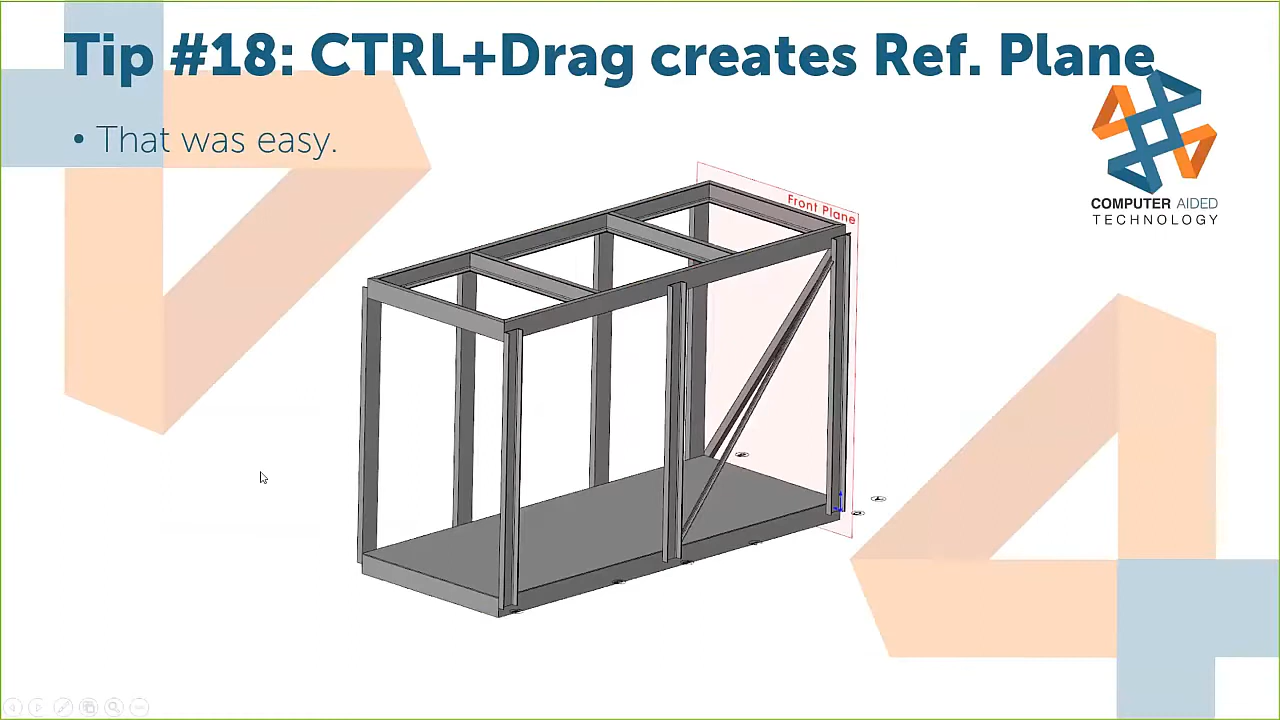 Tip #18: CTRL+Drag creates Ref. Plane
• That was easy.
Front Plane
COMPUTER AIDED
TECHNOLOGY